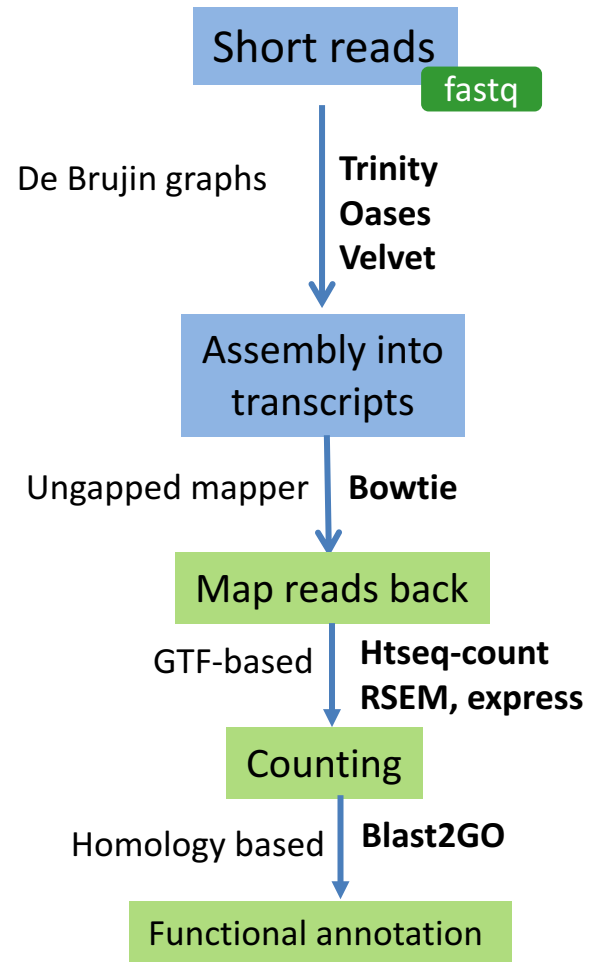 Short reads
fastq
De Brujin graphs
Trinity
Oases
Velvet
Assembly into
transcripts
Ungapped mapper
Bowtie
Map reads back
GTF-based
Htseq-count
RSEM, express
Counting
Homology based
Blast2GO
Functional annotation